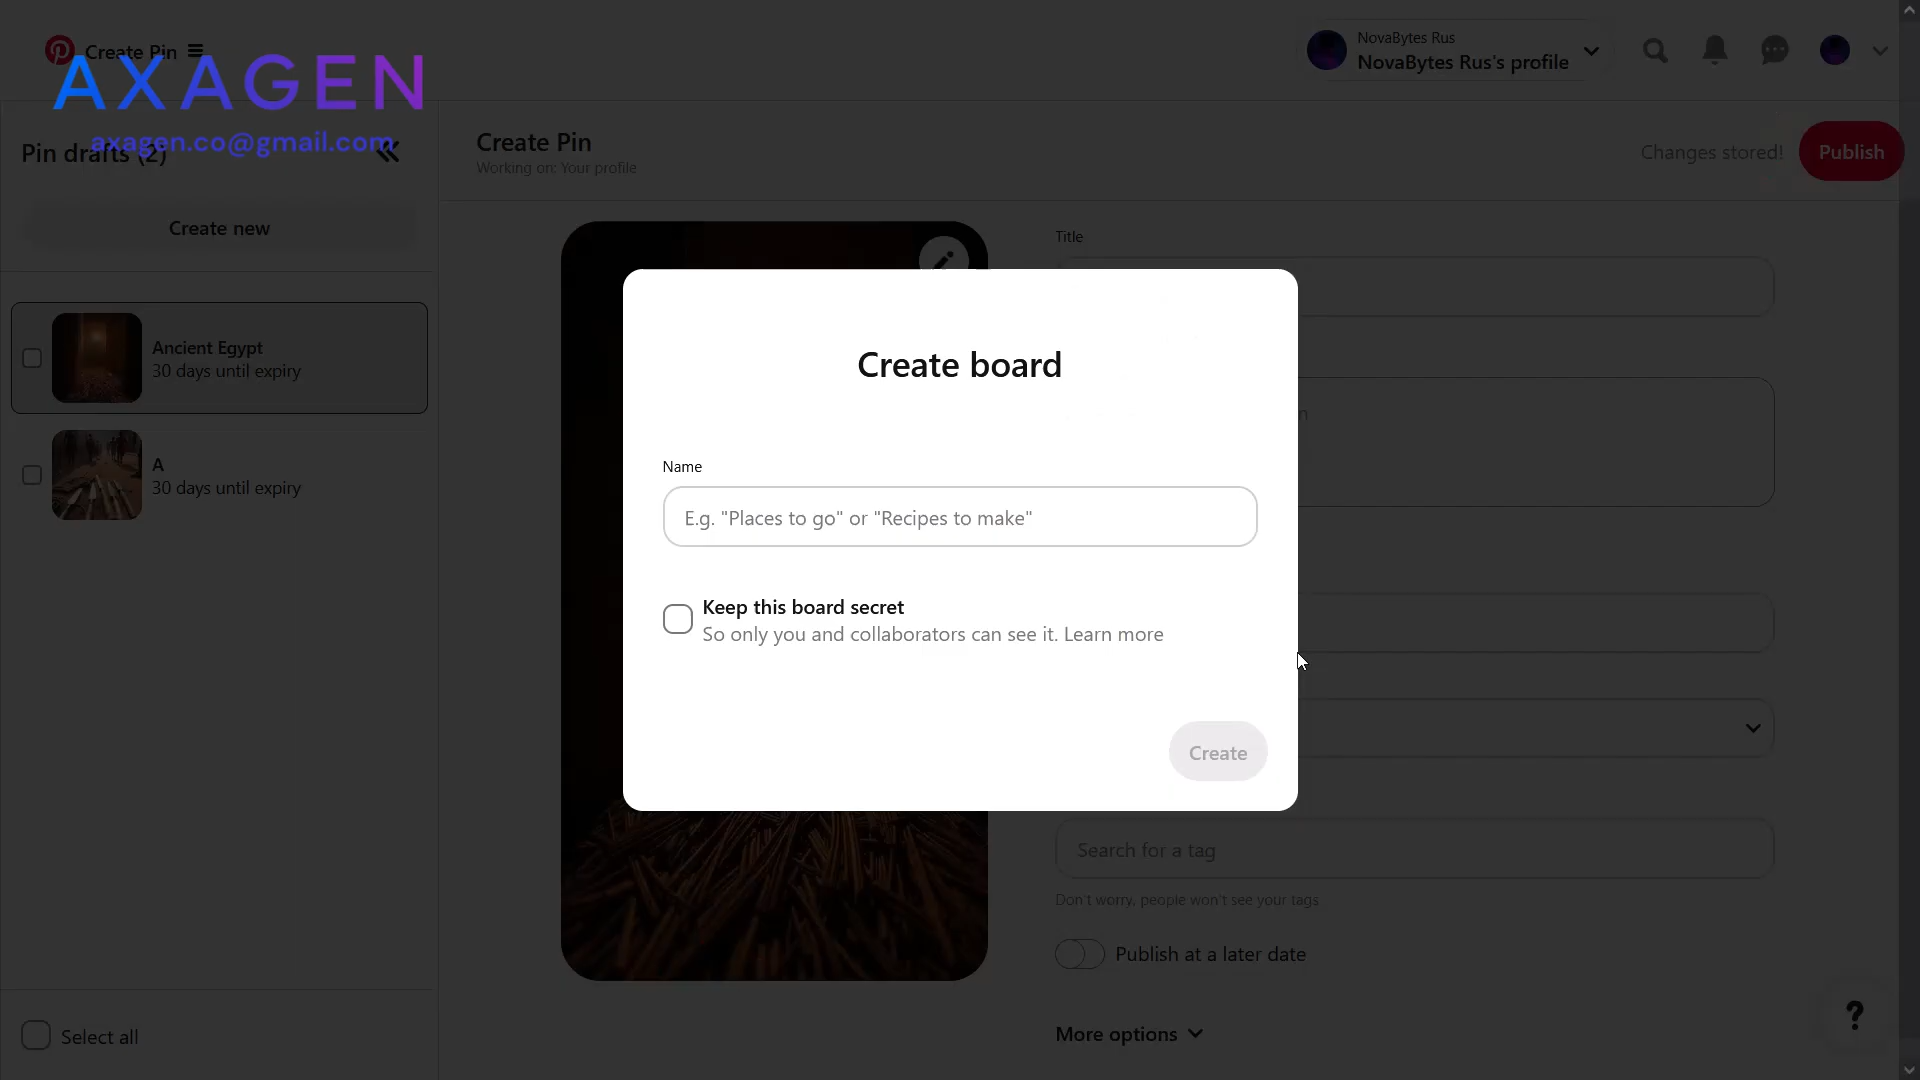 Create Pin
AXAGEN
axagen.co@gmail.com
NovaBytes Rus
NovaBytes Rus's profile
Pin drafts (2)
Create new
Ancient Egypt
30 days until expiry
A
30 days until expiry
Select all
Create Pin
Working on: Your profile
Changes stored!
Publish
Title
Create board
Name
E.g. "Places to go" or "Recipes to make"
Keep this board secret
So only you and collaborators can see it. Learn more
Create
Search for a tag
Don't worry, people won't see your tags
Publish at a later date
More options
?